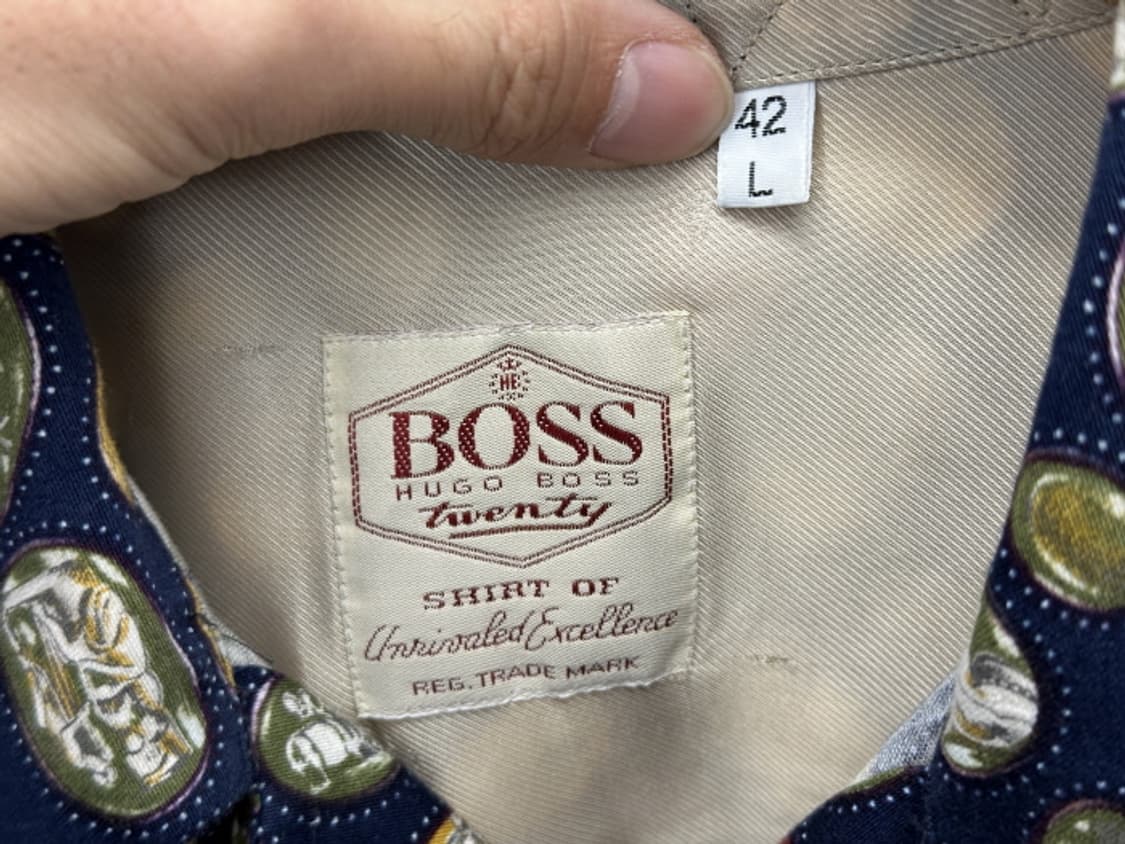 42
L
HB
BOSS
HUGO BOSS
twenty
SHIRT OF
Unrivaled Excellence
REG. TRADE MARK